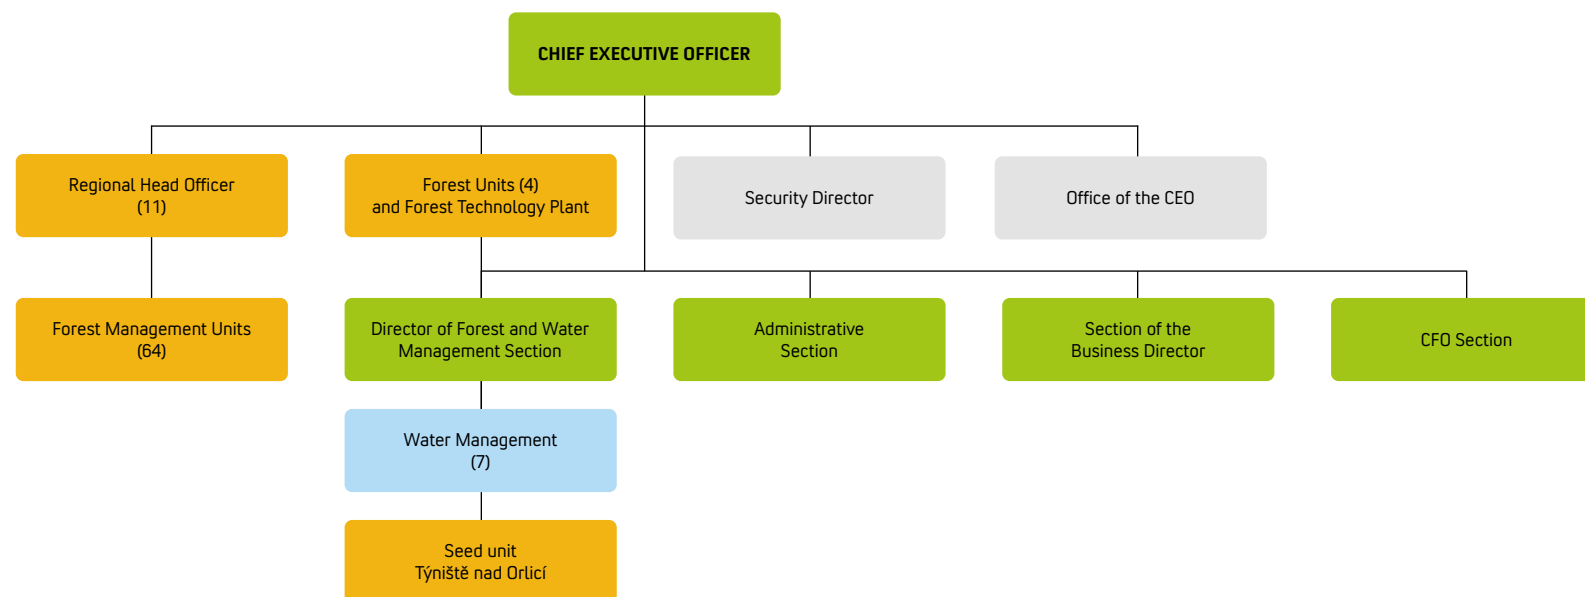 CHIEF EXECUTIVE OFFICER
Regional Head Officer
(11)
Forest Units (4)
and Forest Technology Plant
Security Director
Office of the CEO
Forest Management Units
(64)
Director of Forest and Water
Management Section
Administrative
Section
Section of the
Business Director
CFO Section
Water Management
(7)
Seed unit
Týniště nad Orlicí